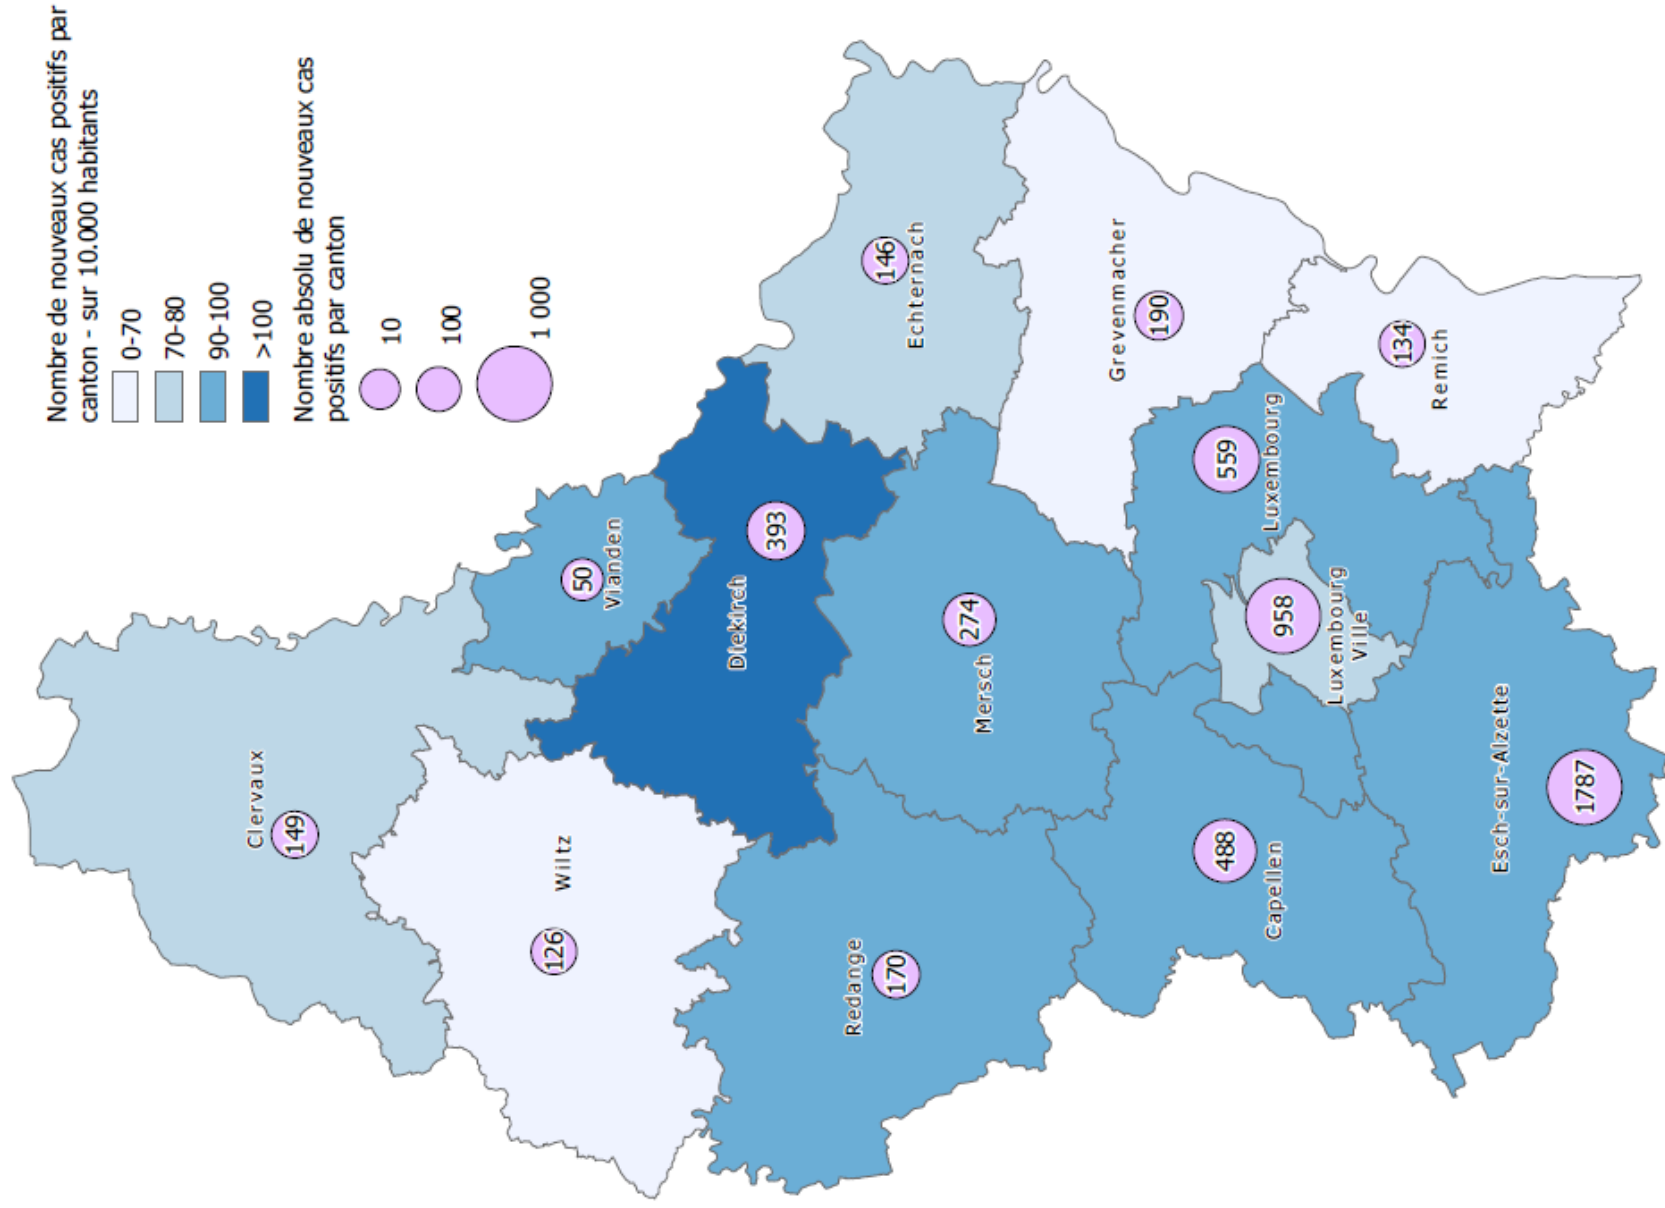 Nombre de nouveaux cas positifs par
canton - sur 10.000 habitants
0-70
70-80
90-100
>100
Nombre absolu de nouveaux cas
positifs par canton
10
100
1 000
Clervaux
149
Wiltz
126
50
Vianden
Diekirch
393
Redange
170
274
Mersch
146
Echternach
Grevenmacher
190
488
Capellen
559
Luxembourg
958
Luxembourg
Ville
134
Remich
Esch-sur-Alzette
1787